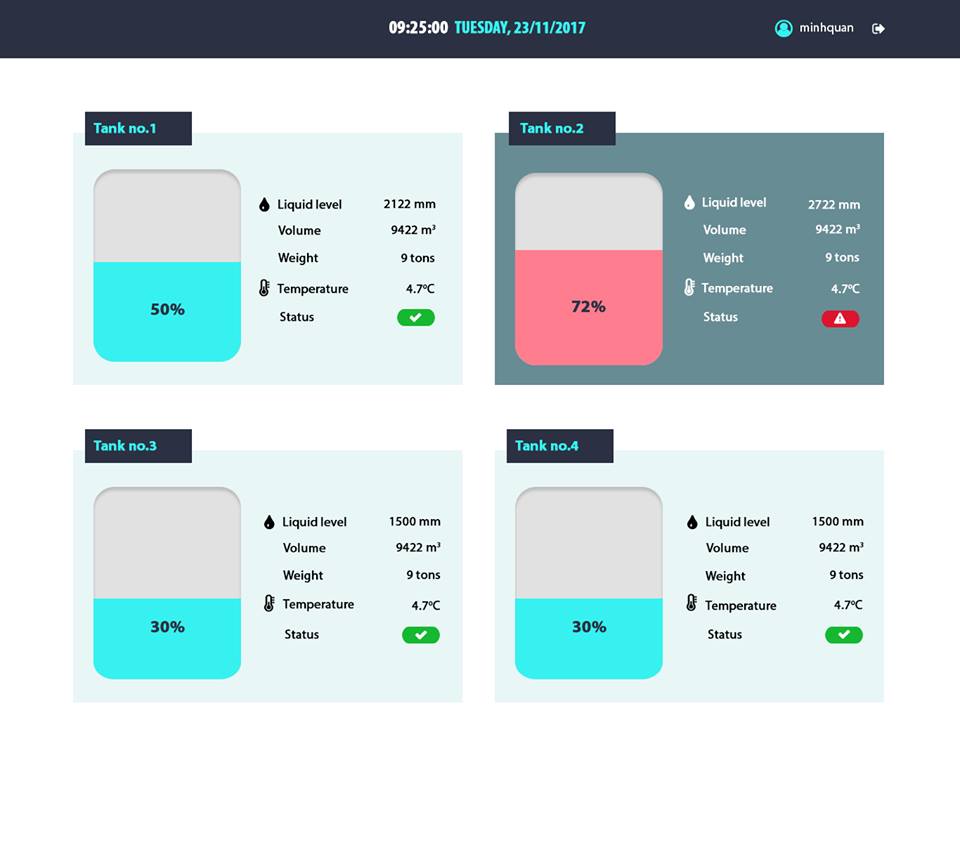 09:25:00 TUESDAY, 23/11/2017
minhquan
Tank no.1
50%
Liquid level 2122 mm
Volume 9422 m³
Weight 9 tons
Temperature 4.7ºC
Status
Tank no.2
72%
Liquid level 2722 mm
Volume 9422 m³
Weight 9 tons
Temperature 4.7ºC
Status
Tank no.3
30%
Liquid level 1500 mm
Volume 9422 m³
Weight 9 tons
Temperature 4.7ºC
Status
Tank no.4
30%
Liquid level 1500 mm
Volume 9422 m³
Weight 9 tons
Temperature 4.7ºC
Status